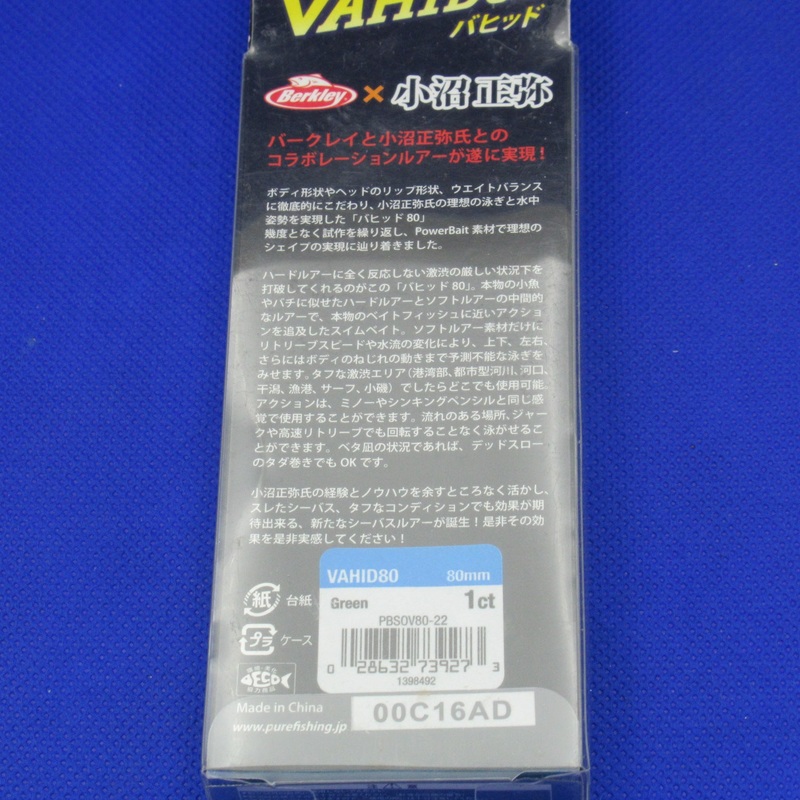 VAHID
バヒッド
Berkley × 小沼正弥
バークレイと小沼正弥氏との
コラボレーションルアーが遂に実現！
ボディ形状やヘッドのリップ形状、ウエイトバランス
に徹底的にこだわり、小沼正弥氏の理想の泳ぎと水中
姿勢を実現した「バヒッド80」
幾度となく試作を繰り返し、PowerBait 素材で理想の
シェイプの実現に辿り着きました。
ハードルアーに全く反応しない激渋の厳しい状況下を
打破してくれるのがこの「バヒッド80」。本物の小魚
やバチに似せたハードルアーとソフトルアーの中間的
なルアーで、本物のベイトフィッシュに近いアクショ
ンを追及したスイムベイト。ソフトルアー素材だけに
リトリーブスピードや水流の変化により、上下、左右、
さらにはボディのねじれの動きまで予測不能な泳ぎを
みせます。タフな激渋エリア（港湾部、都市型河川、河口、
干潟、漁港、サーフ、小磯）でしたらどこでも使用可能。
アクションは、ミノーやシンキングペンシルと同じ感
覚で使用することができます。流れのある場所、ジャー
クや高速リトリーブでも回転することなく泳がせるこ
とができます。ベタ凪の状況であれば、デッドスロー
のタダ巻きでもOKです。
小沼正弥氏の経験とノウハウを余すところなく活かし、
スレたシーバス、タフなコンディションでも効果が期
待出来る、新たなシーバスルアーが誕生！是非その効
果を是非実感してください！
VAHID80 80mm
Green 1ct
PBSOV80-22
0 28632 73927 3
1398492
紙 台紙
プラ ケース
ECO
Made in China
www.purefishing.jp
00C16AD